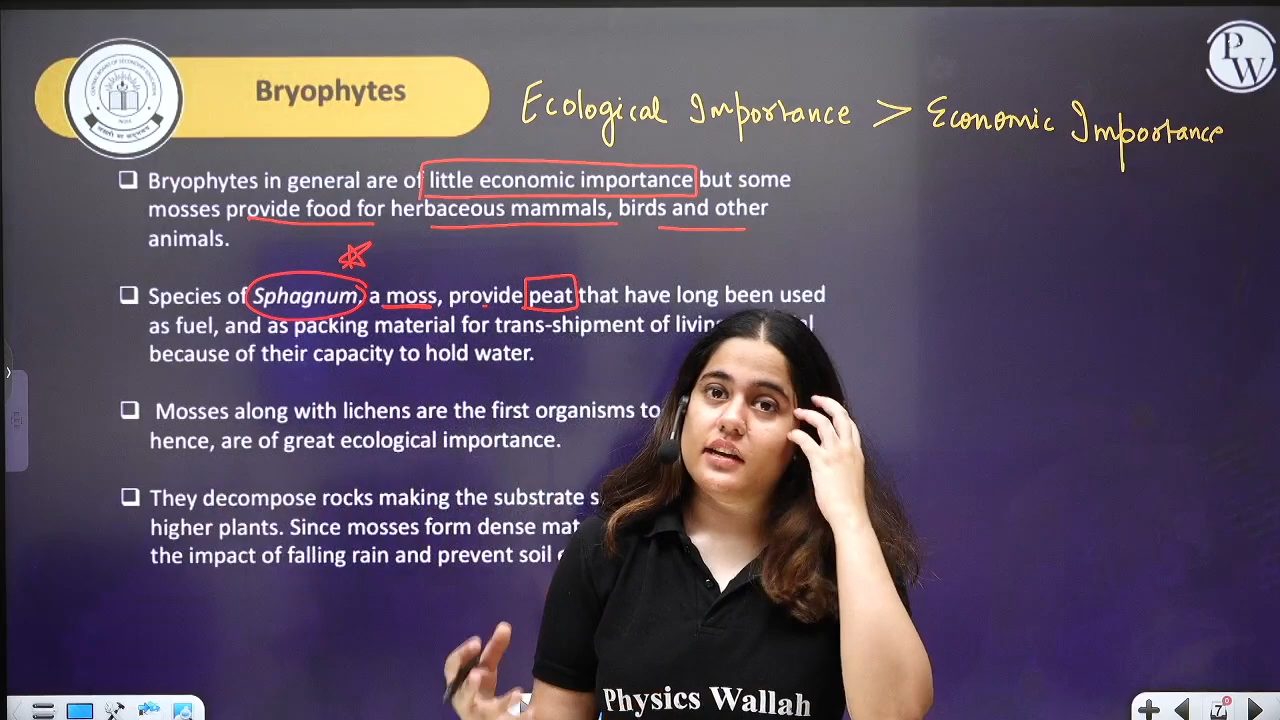 Bryophytes
Ecological Importance > Economic Importance
PW
Bryophytes in general are of little economic importance but some
mosses provide food for herbaceous mammals, birds and other
animals.
Species of Sphagnum, a moss, provide peat that have long been used
as fuel, and as packing material for trans-shipment of living
because of their capacity to hold water.
Mosses along with lichens are the first organisms to
hence, are of great ecological importance.
They decompose rocks making the substrate
higher plants. Since mosses form dense
the impact of falling rain and prevent soil
Physics Wallah
7